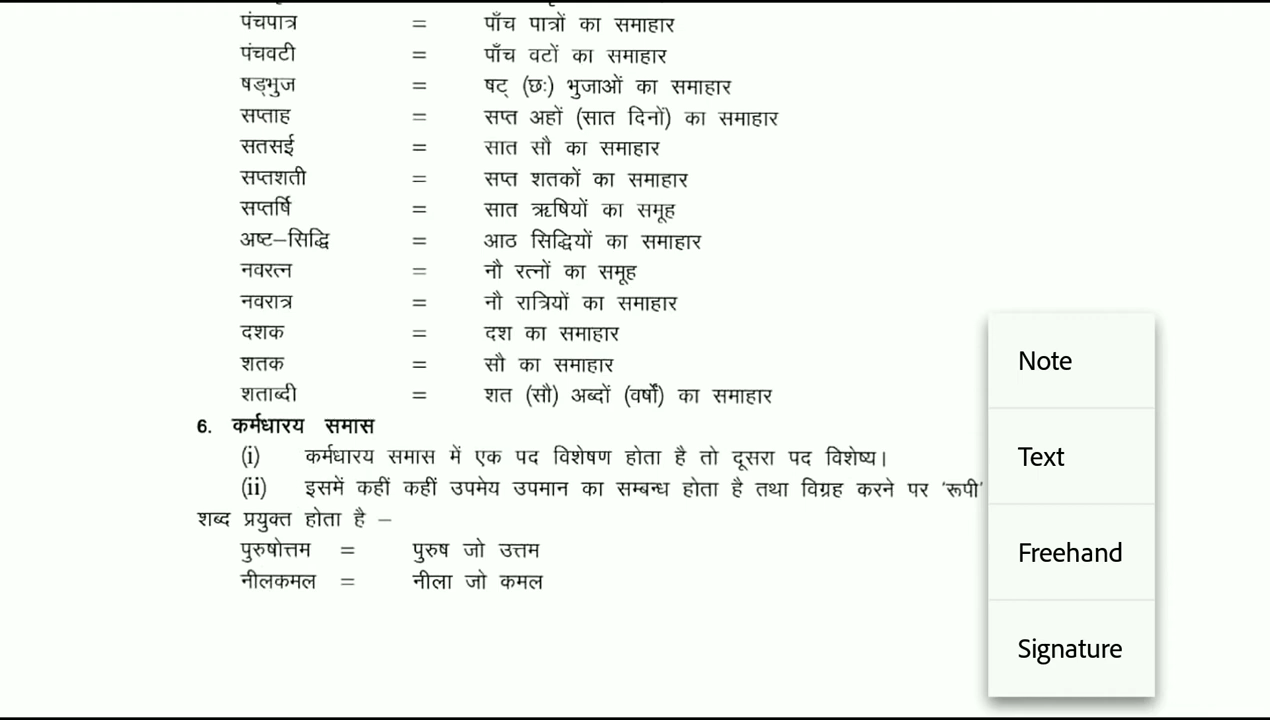 पंचपात्र = पाँच पात्रों का समाहार
पंचवटी = पाँच वटों का समाहार
षड्भुज = षट् (छः) भुजाओं का समाहार
सप्ताह = सप्त अहों (सात दिनों) का समाहार
सतसई = सात सौ का समाहार
सप्तशती = सप्त शतकों का समाहार
सप्तर्षि = सात ऋषियों का समूह
अष्ट–सिद्धि = आठ सिद्धियों का समाहार
नवरत्न = नौ रत्नों का समूह
नवरात्र = नौ रात्रियों का समाहार
दशक = दश का समाहार
शतक = सौ का समाहार
शताब्दी = शत (सौ) अब्दों (वर्षों) का समाहार
6. कर्मधारय समास
(i) कर्मधारय समास में एक पद विशेषण होता है तो दूसरा पद विशेष्य।
(ii) इसमें कहीं कहीं उपमेय उपमान का सम्बन्ध होता है तथा विग्रह करने पर 'रूपी'
शब्द प्रयुक्त होता है –
पुरुषोत्तम = पुरुष जो उत्तम
नीलकमल = नीला जो कमल
Note
Text
Freehand
Signature